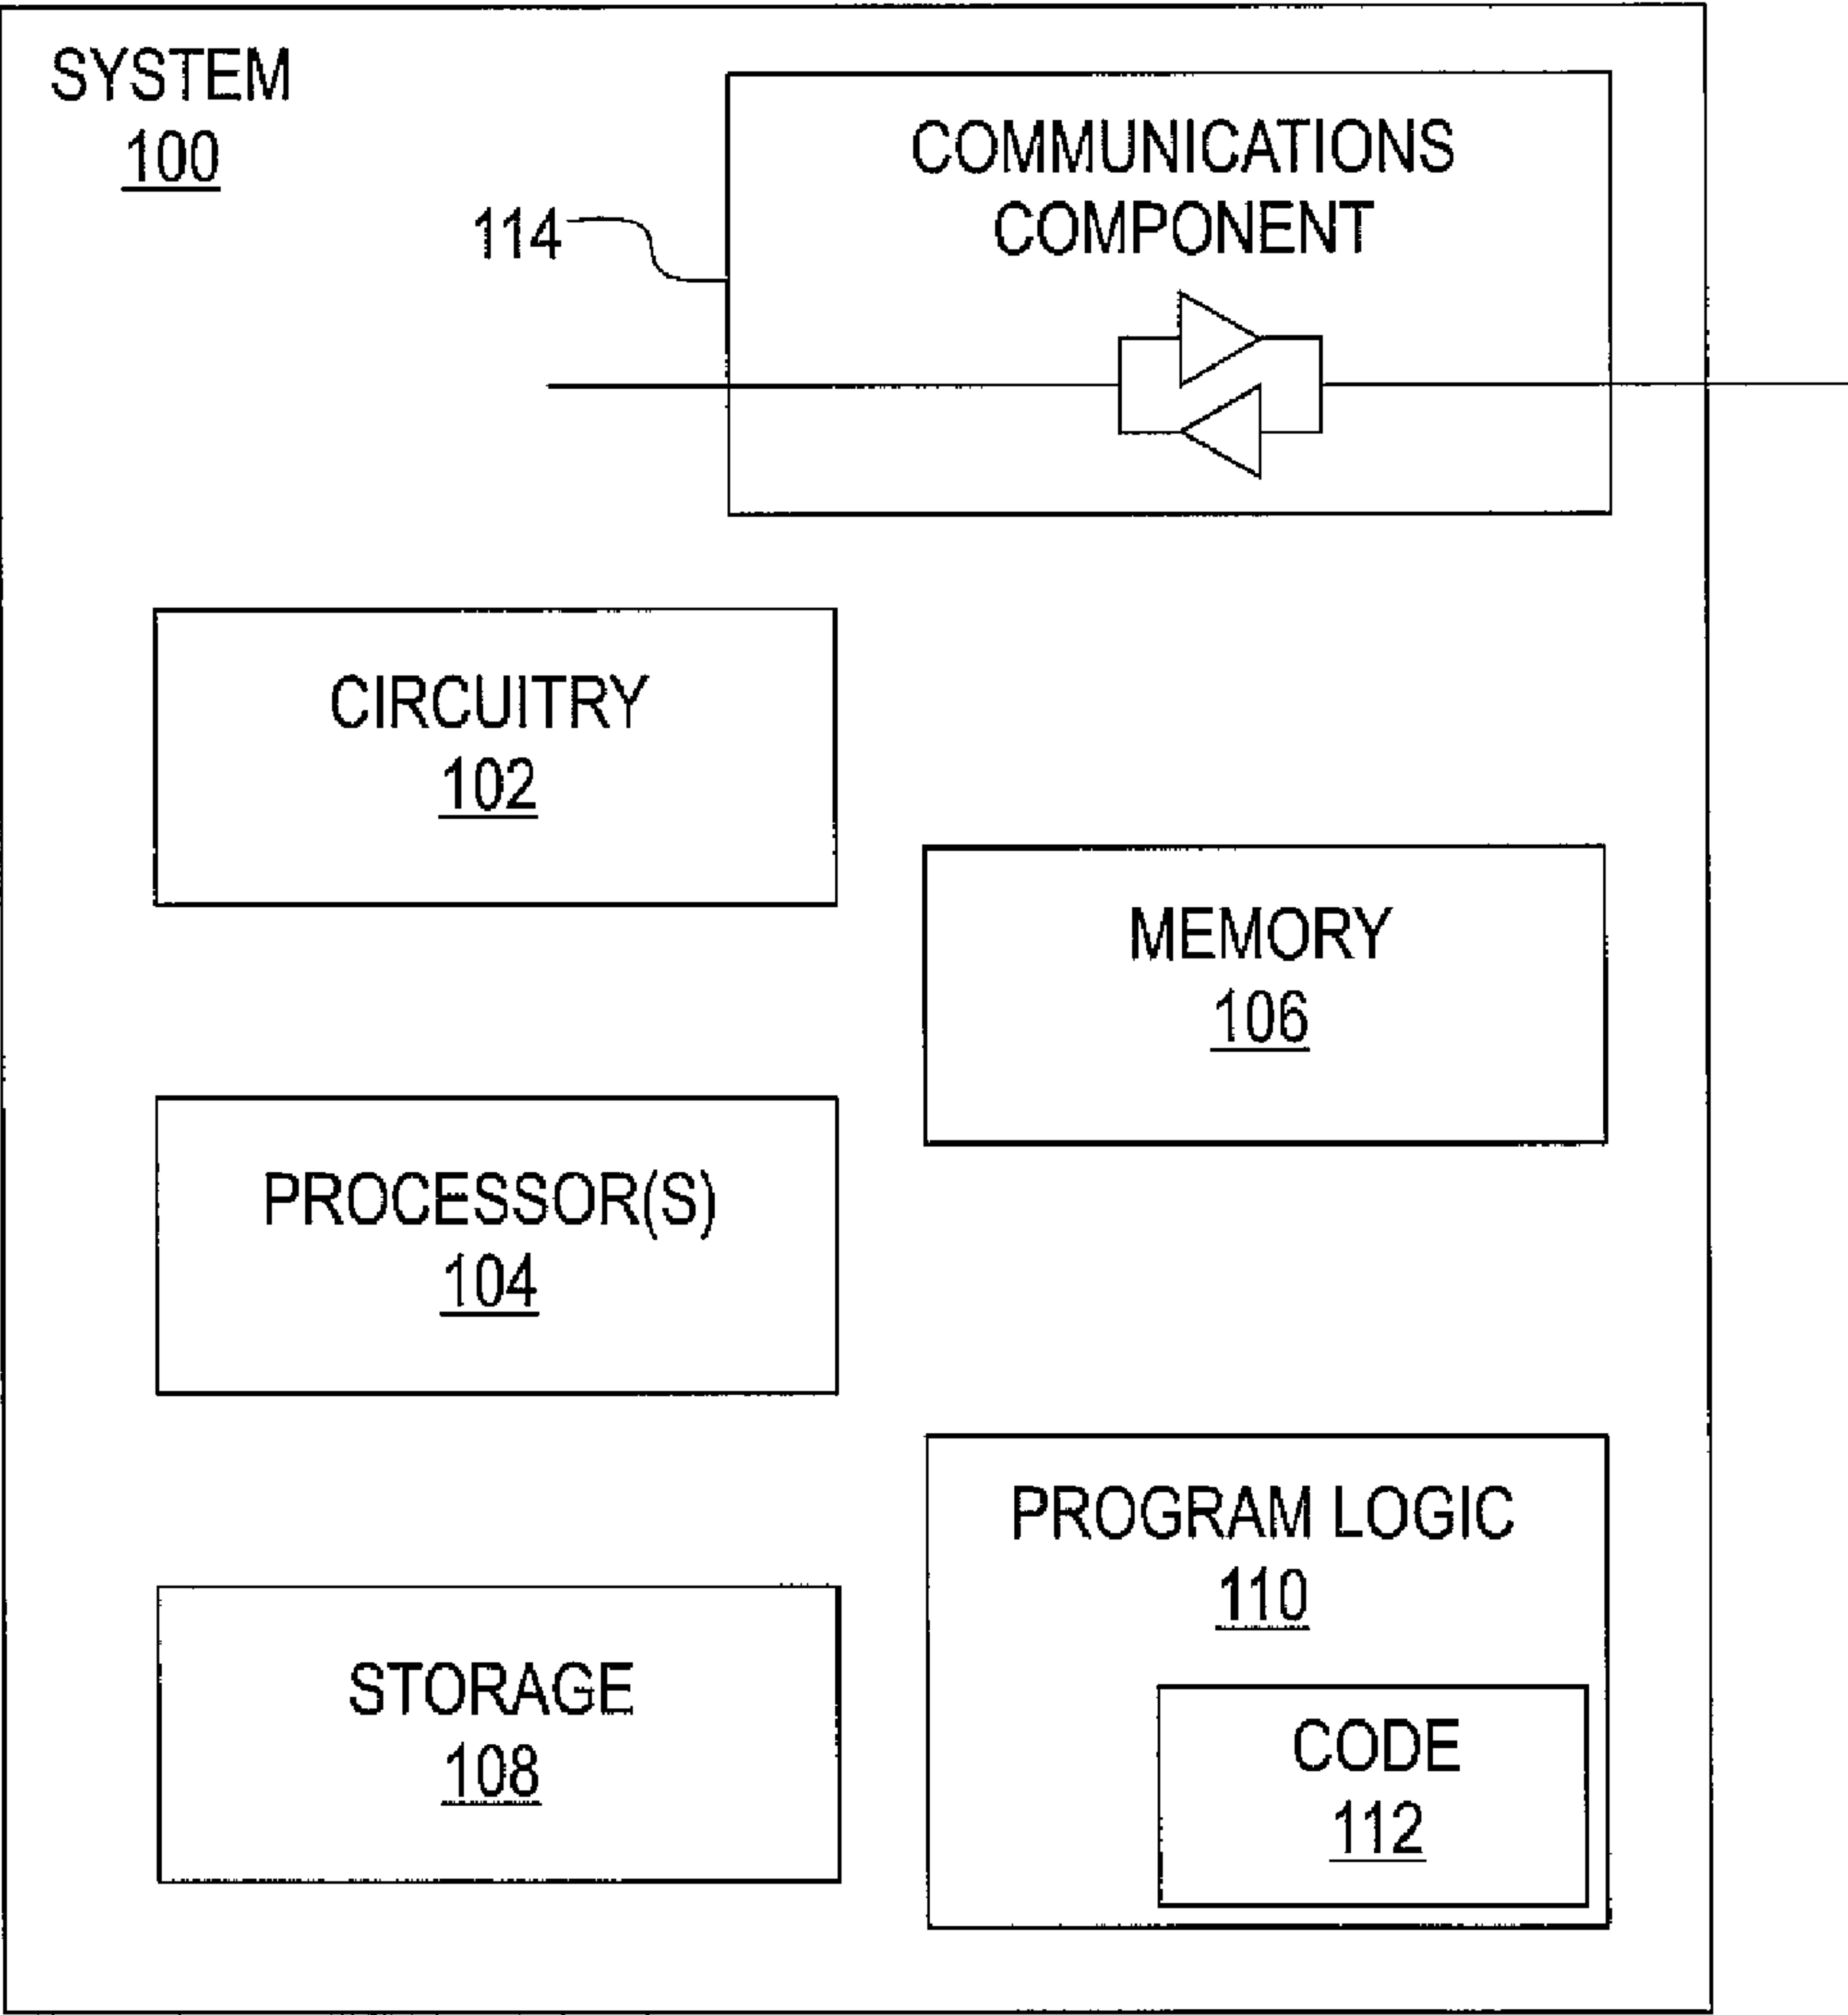 SYSTEM
100
COMMUNICATIONS
COMPONENT
114
CIRCUITRY
102
MEMORY
106
PROCESSOR(S)
104
PROGRAM LOGIC
110
CODE
112
STORAGE
108